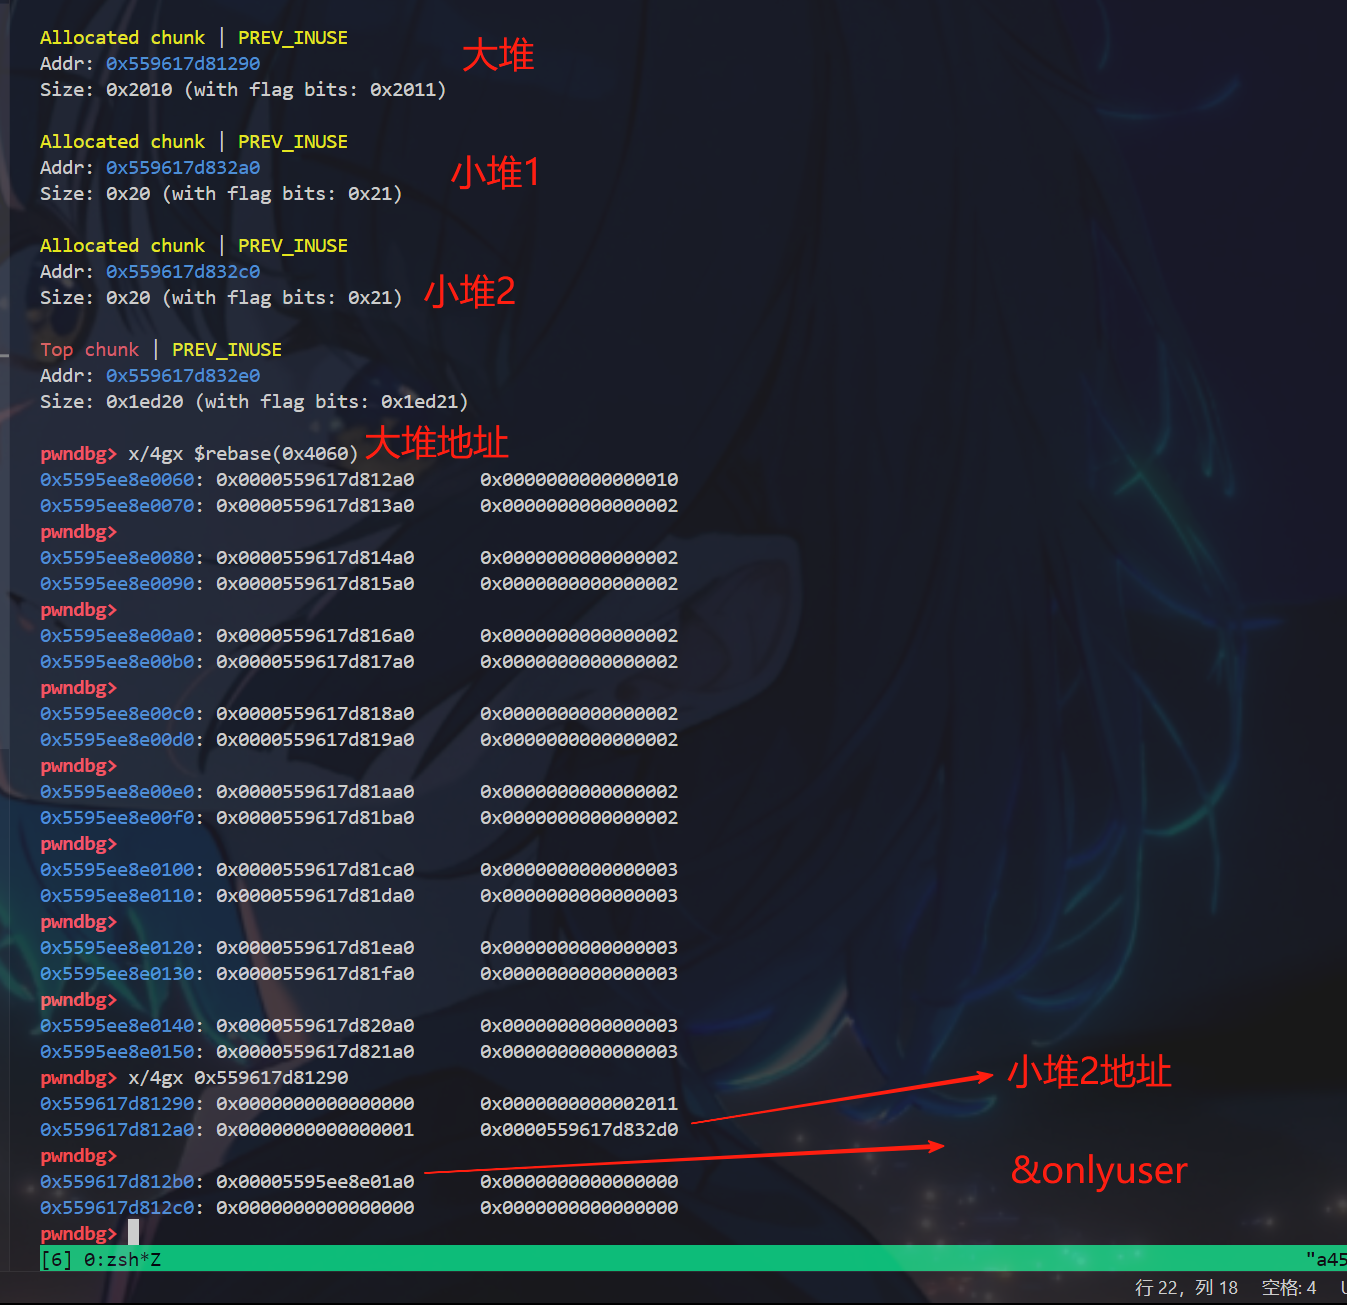 Allocated chunk | PREV_INUSE
Addr: 0x559617d81290
大堆
Size: 0x2010 (with flag bits: 0x2011)
Allocated chunk | PREV_INUSE
Addr: 0x559617d832a0
小堆1
Size: 0x20 (with flag bits: 0x21)
Allocated chunk | PREV_INUSE
Addr: 0x559617d832c0
Size: 0x20 (with flag bits: 0x21)
小堆2
Top chunk | PREV_INUSE
Addr: 0x559617d832e0
Size: 0x1ed20 (with flag bits: 0x1ed21)
pwndbg> x/4gx $rebase(0x4060) 大堆地址
0x5595ee8e0060: 0x0000559617d812a0 0x0000000000000010
0x5595ee8e0070: 0x0000559617d813a0 0x0000000000000002
pwndbg>
0x5595ee8e0080: 0x0000559617d814a0 0x0000000000000002
0x5595ee8e0090: 0x0000559617d815a0 0x0000000000000002
pwndbg>
0x5595ee8e00a0: 0x0000559617d816a0 0x0000000000000002
0x5595ee8e00b0: 0x0000559617d817a0 0x0000000000000002
pwndbg>
0x5595ee8e00c0: 0x0000559617d818a0 0x0000000000000002
0x5595ee8e00d0: 0x0000559617d819a0 0x0000000000000002
pwndbg>
0x5595ee8e00e0: 0x0000559617d81aa0 0x0000000000000002
0x5595ee8e00f0: 0x0000559617d81ba0 0x0000000000000002
pwndbg>
0x5595ee8e0100: 0x0000559617d81ca0 0x0000000000000003
0x5595ee8e0110: 0x0000559617d81da0 0x0000000000000003
pwndbg>
0x5595ee8e0120: 0x0000559617d81ea0 0x0000000000000003
0x5595ee8e0130: 0x0000559617d81fa0 0x0000000000000003
pwndbg>
0x5595ee8e0140: 0x0000559617d820a0 0x0000000000000003
0x5595ee8e0150: 0x0000559617d821a0 0x0000000000000003
pwndbg> x/4gx 0x559617d81290
小堆2地址
0x559617d81290: 0x0000000000000000 0x0000000000002011
0x559617d812a0: 0x0000000000000001 0x0000559617d832d0
pwndbg>
&onlyuser
0x559617d812b0: 0x00005595ee8e01a0 0x0000000000000000
0x559617d812c0: 0x0000000000000000 0x0000000000000000
pwndbg>
[6] 0:zsh*Z "a45
行 22，列 18 空格: 4